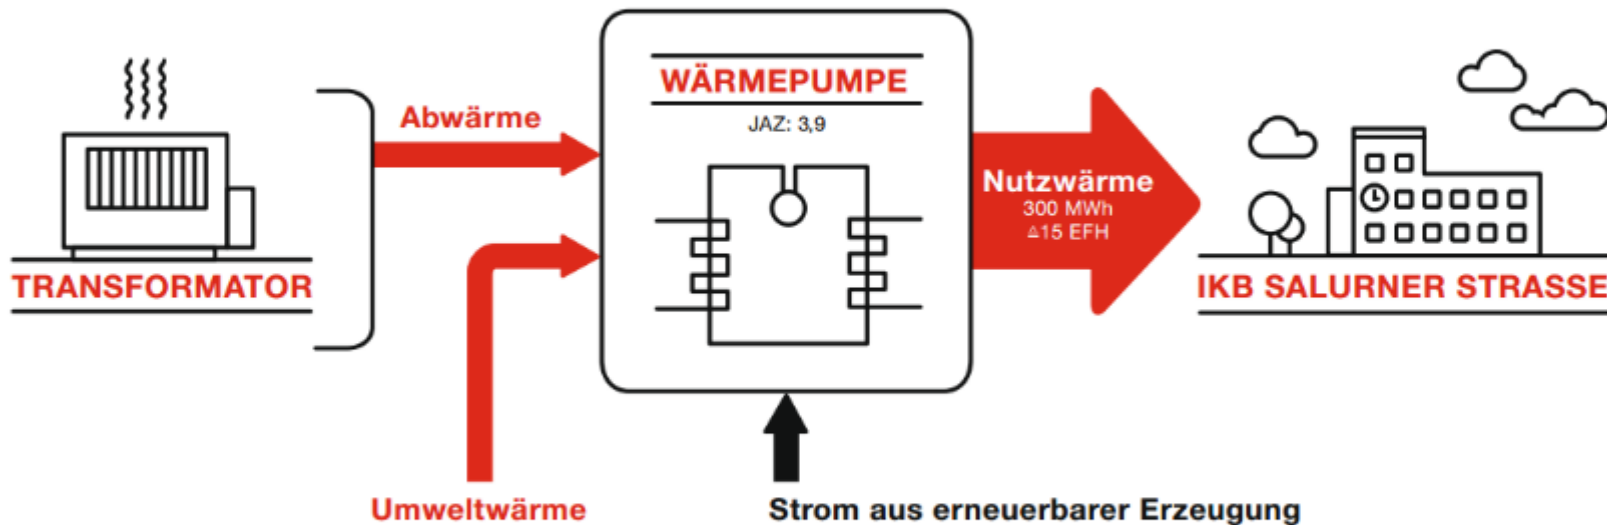 TRANSFORMATOR
Abwärme
Umweltwärme
WÄRMEPUMPE
JAZ: 3,9
Strom aus erneuerbarer Erzeugung
Nutzwärme
300 MWh
≙15 EFH
IKB SALURNER STRASSE